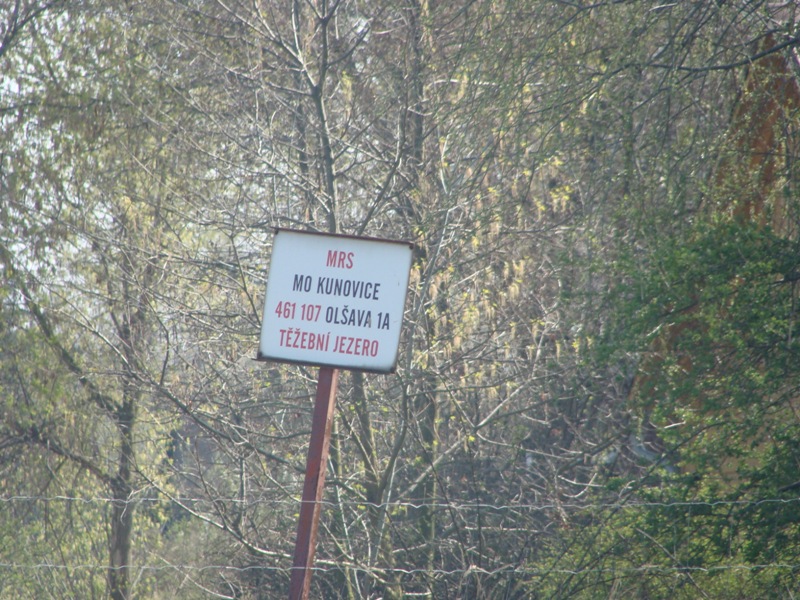 MRS
MO KUNOVICE
461 107 OLŠAVA 1A
TĚŽEBNÍ JEZERO